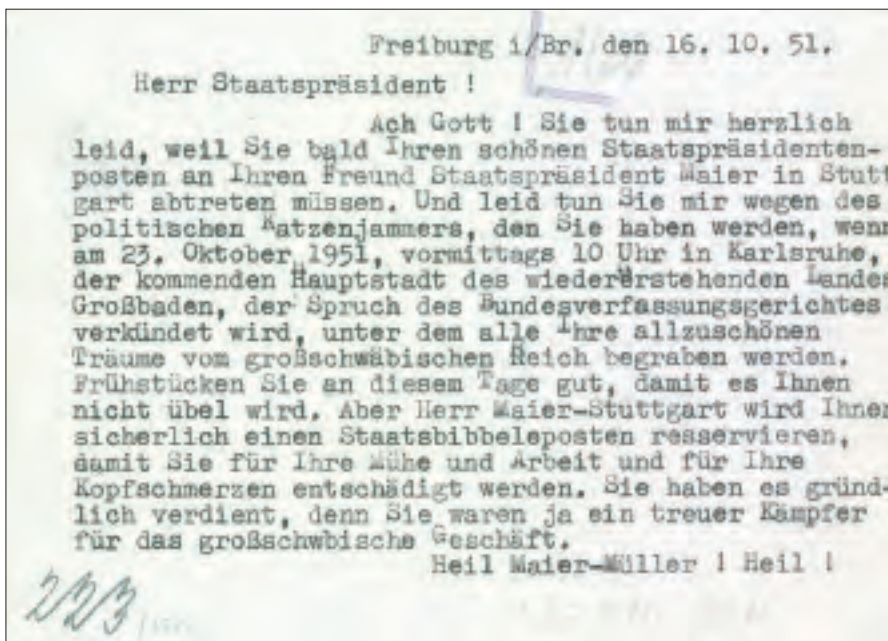 Freiburg i/Br. den 16. 10. 51.
Herr Staatspräsident !
Ach Gott ! Sie tun mir herzlich
leid, weil Sie bald Ihren schönen Staatspräsidenten-
posten an Ihren Freund Staatspräsident Maier in Stutt
gart abtreten müssen. Und leid tun Sie mir wegen des
politischen Katzenjammers, den Sie haben werden, wenn
am 23. Oktober 1951, vormittags 10 Uhr in Karlsruhe,
der kommenden Hauptstadt des wiedererstehenden Landes
Großbaden, der Spruch des Bundesverfassungsgerichtes
verkündet wird, unter dem alle Ihre allzuschönen
Träume vom großschwäbischen Reich begraben werden.
Frühstücken Sie an diesem Tage gut, damit es Ihnen
nicht übel wird. Aber Herr Maier-Stuttgart wird Ihnen
sicherlich einen Staatsbibbeleposten resservieren,
damit Sie für Ihre Mühe und Arbeit und für Ihre
Kopfschmerzen entschädigt werden. Sie haben es gründ-
lich verdient, denn Sie waren ja ein treuer Kämpfer
für das großschwbische Geschäft.
Heil Maier-Müller ! Heil !
223